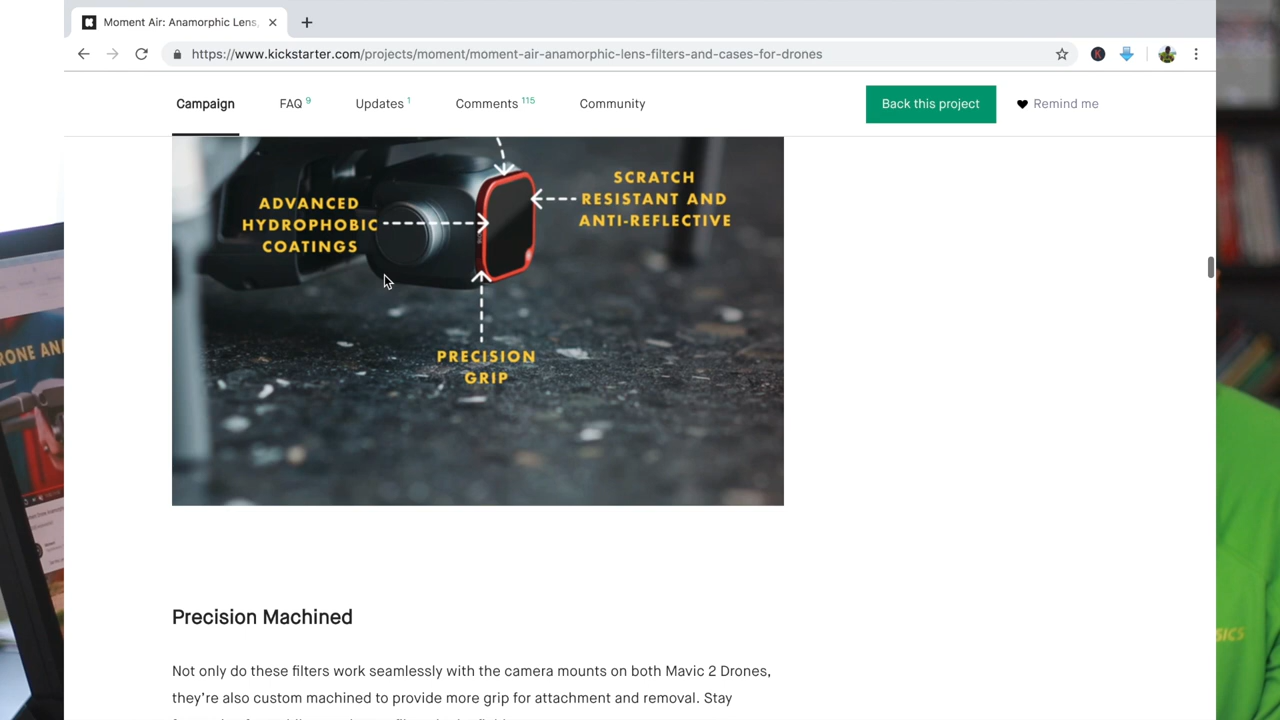 Moment Air: Anamorphic Lens,
https://www.kickstarter.com/projects/moment/moment-air-anamorphic-lens-filters-and-cases-for-drones
Campaign
FAQ 9
Updates 1
Comments 115
Community
Back this project
Remind me
ADVANCED
HYDROPHOBIC
COATINGS
SCRATCH
RESISTANT AND
ANTI-REFLECTIVE
PRECISION
GRIP
Precision Machined
Not only do these filters work seamlessly with the camera mounts on both Mavic 2 Drones,
they're also custom machined to provide more grip for attachment and removal. Stay
RONE AN
SICS